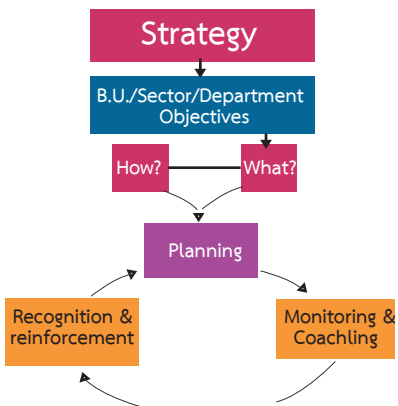 Strategy
B.U./Sector/Department
Objectives
How?
What?
Planning
Recognition &
reinforcement
Monitoring &
Coachling